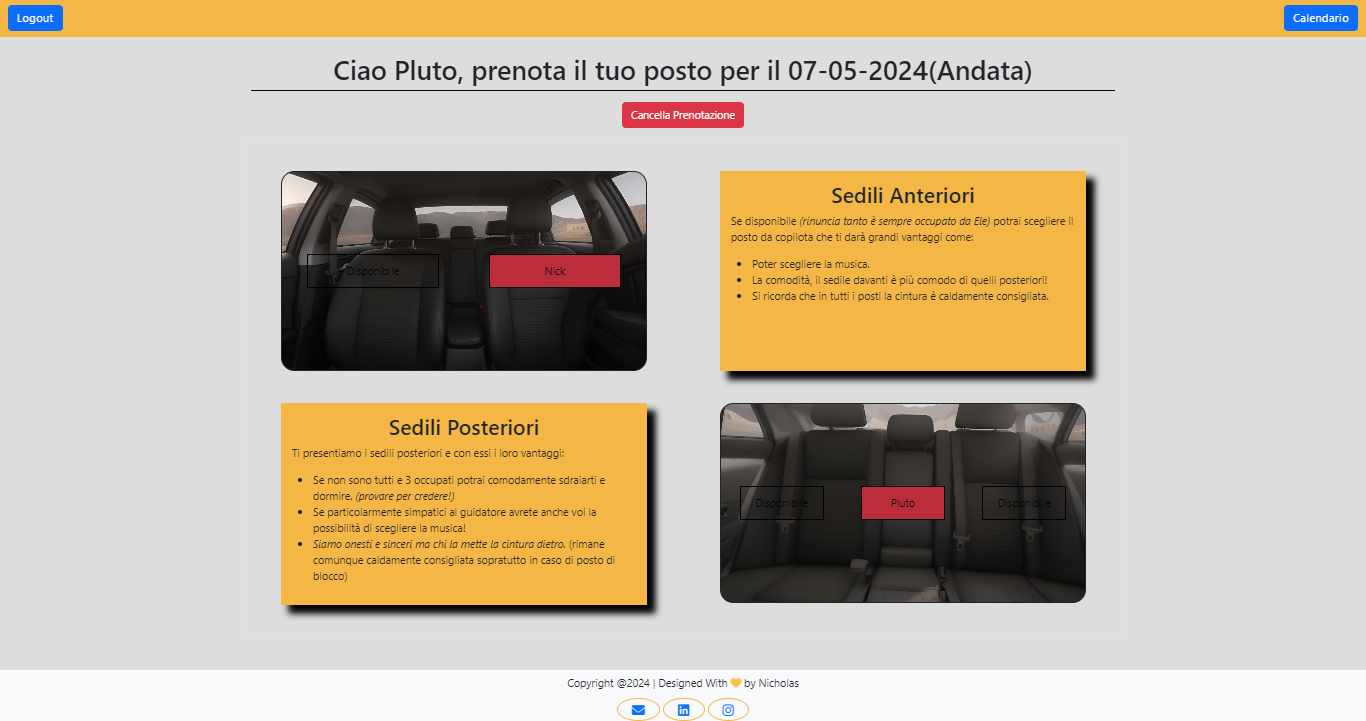 Logout
Calendario
Ciao Pluto, prenota il tuo posto per il 07-05-2024(Andata)
Cancella Prenotazione
Disponibile
Nick
Sedili Anteriori
Se disponibile (rinuncia tanto è sempre occupato da Ele) potrai scegliere il
posto da copilota che ti darà grandi vantaggi come:
Poter scegliere la musica.
La comodità, il sedile davanti è più comodo di quelli posteriori!
Si ricorda che in tutti i posti la cintura è caldamente consigliata.
Sedili Posteriori
Ti presentiamo i sedili posteriori e con essi i loro vantaggi:
Se non sono tutti e 3 occupati potrai comodamente sdraiarti e
dormire. (provare per credere!)
Se particolarmente simpatici al guidatore avrete anche voi la
possibilità di scegliere la musica!
Siamo onesti e sinceri ma chi la mette la cintura dietro. (rimane
comunque caldamente consigliata sopratutto in caso di posto di
blocco)
Disponibile
Pluto
Disponibile
Copyright @2024 | Designed With 🧡 by Nicholas